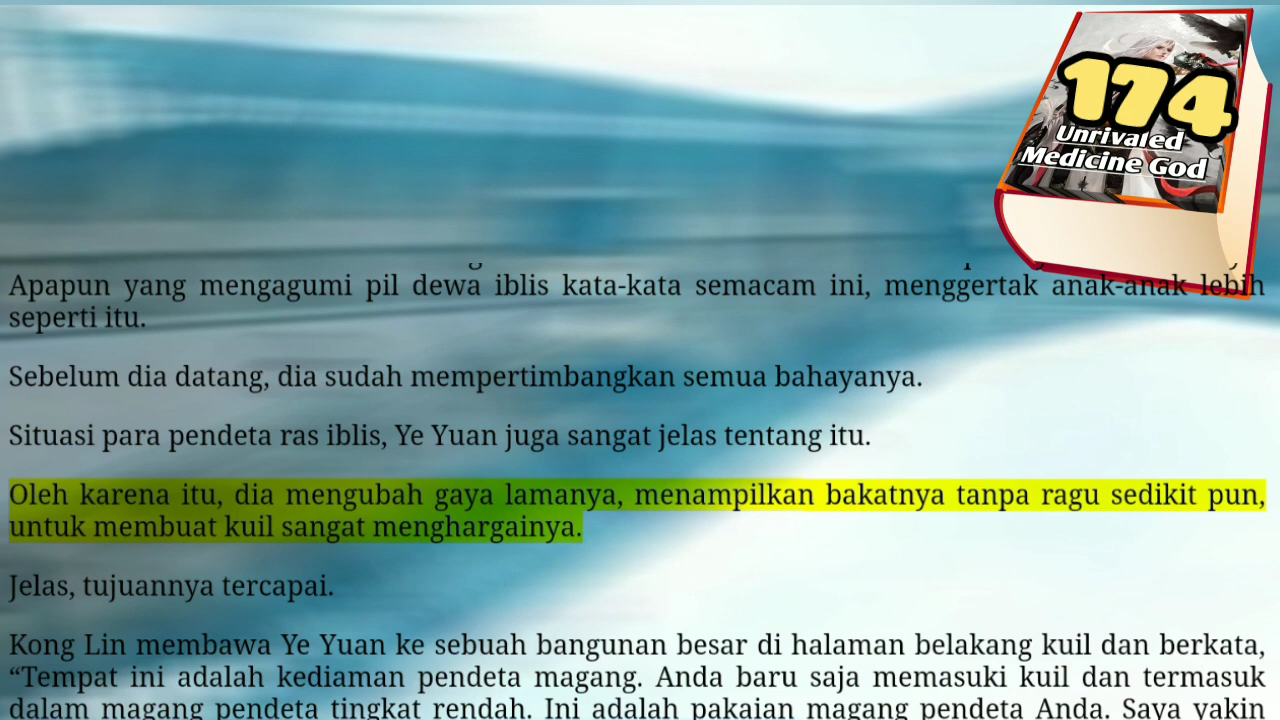 174
Unrivaled
Medicine God
Apapun yang mengagumi pil dewa iblis kata-kata semacam ini, menggertak anak-anak lebih
seperti itu.
Sebelum dia datang, dia sudah mempertimbangkan semua bahayanya.
Situasi para pendeta ras iblis, Ye Yuan juga sangat jelas tentang itu.
Oleh karena itu, dia mengubah gaya lamanya, menampilkan bakatnya tanpa ragu sedikit pun,
untuk membuat kuil sangat menghargainya.
Jelas, tujuannya tercapai.
Kong Lin membawa Ye Yuan ke sebuah bangunan besar di halaman belakang kuil dan berkata,
“Tempat ini adalah kediaman pendeta magang. Anda baru saja memasuki kuil dan termasuk
dalam magang pendeta tingkat rendah. Ini adalah pakaian magang pendeta Anda. Saya yakin